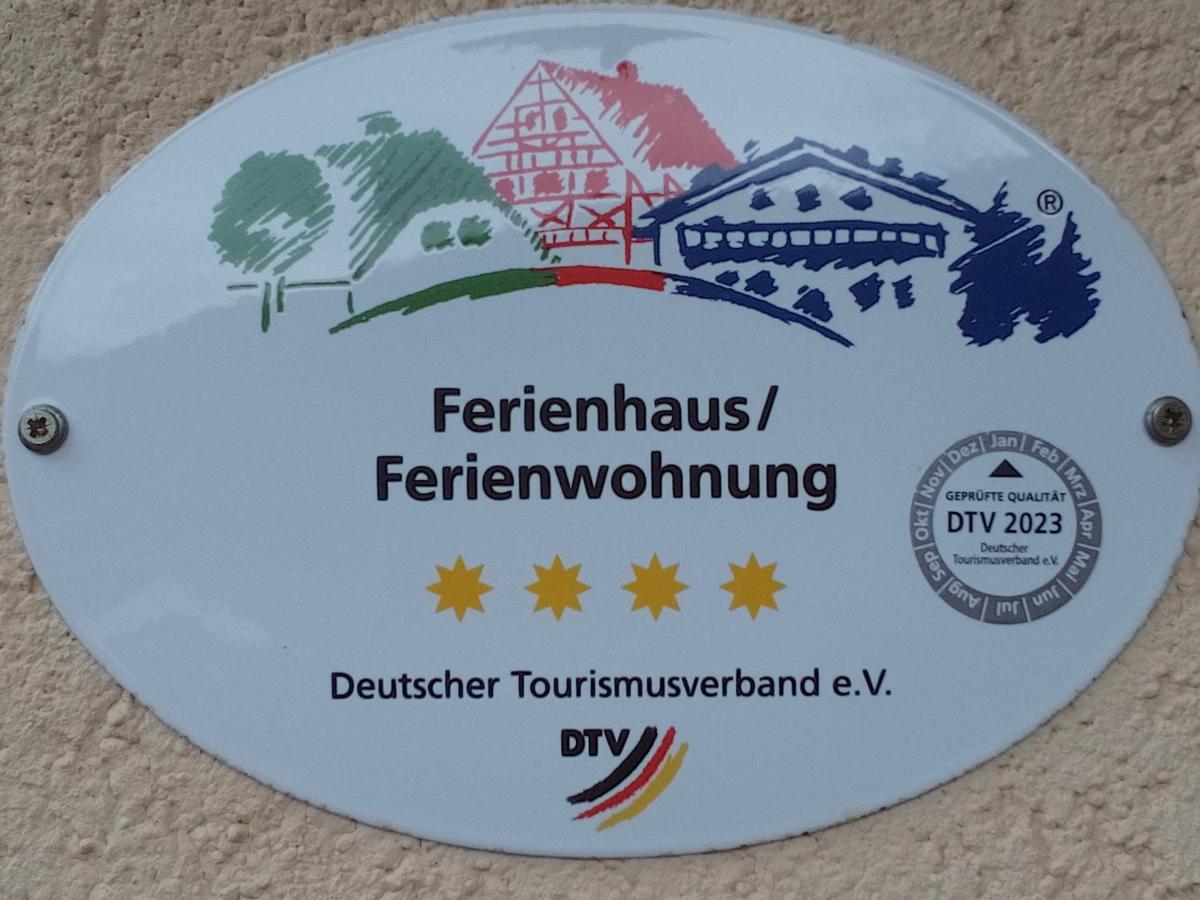 ®
Ferienhaus/
Ferienwohnung
Jan Feb Mrz Apr Mai Jun Jul Aug Sep Okt Nov Dez
GEPRÜFTE QUALITÄT
DTV 2023
Deutscher
Tourismusverband e.V.
Deutscher Tourismusverband e.V.
DTV